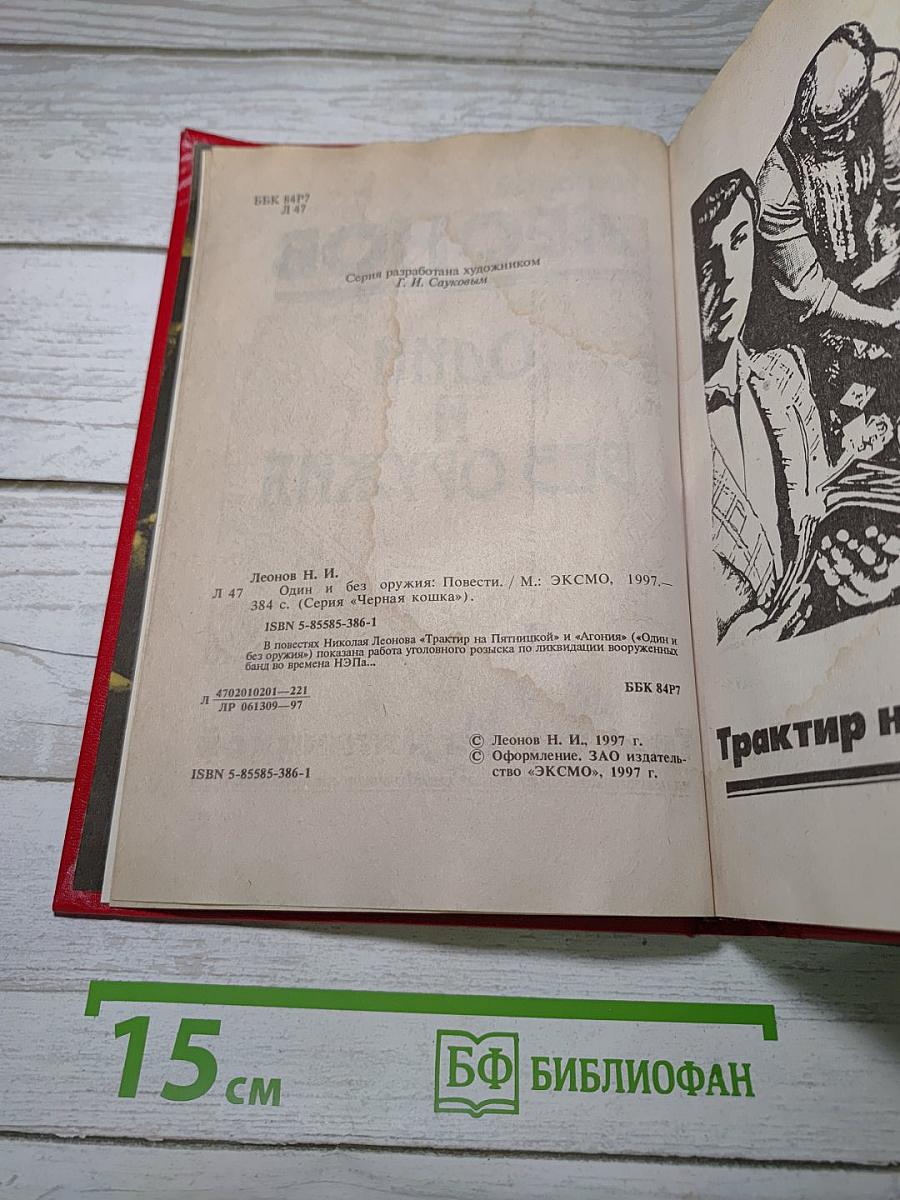 ББК 84Р7
Л 47
Серия разработана художником
Г. И. Сауковым
Леонов Н. И.
Л 47 Один и без оружия: Повести. / М.: ЭКСМО, 1997.—
384 с. (Серия «Черная кошка»).
ISBN 5-85585-386-1
В повестях Николая Леонова «Трактир на Пятницкой» и «Агония» («Один и
без оружия») показана работа уголовного розыска по ликвидации вооруженных
банд во времена НЭПа...
Л 4702010201—221
ЛР 061309—97
ББК 84Р7
© Леонов Н. И., 1997 г.
© Оформление. ЗАО издатель-
ство «ЭКСМО», 1997 г.
ISBN 5-85585-386-1
Трактир н
15 см
БФ БИБЛИОФАН